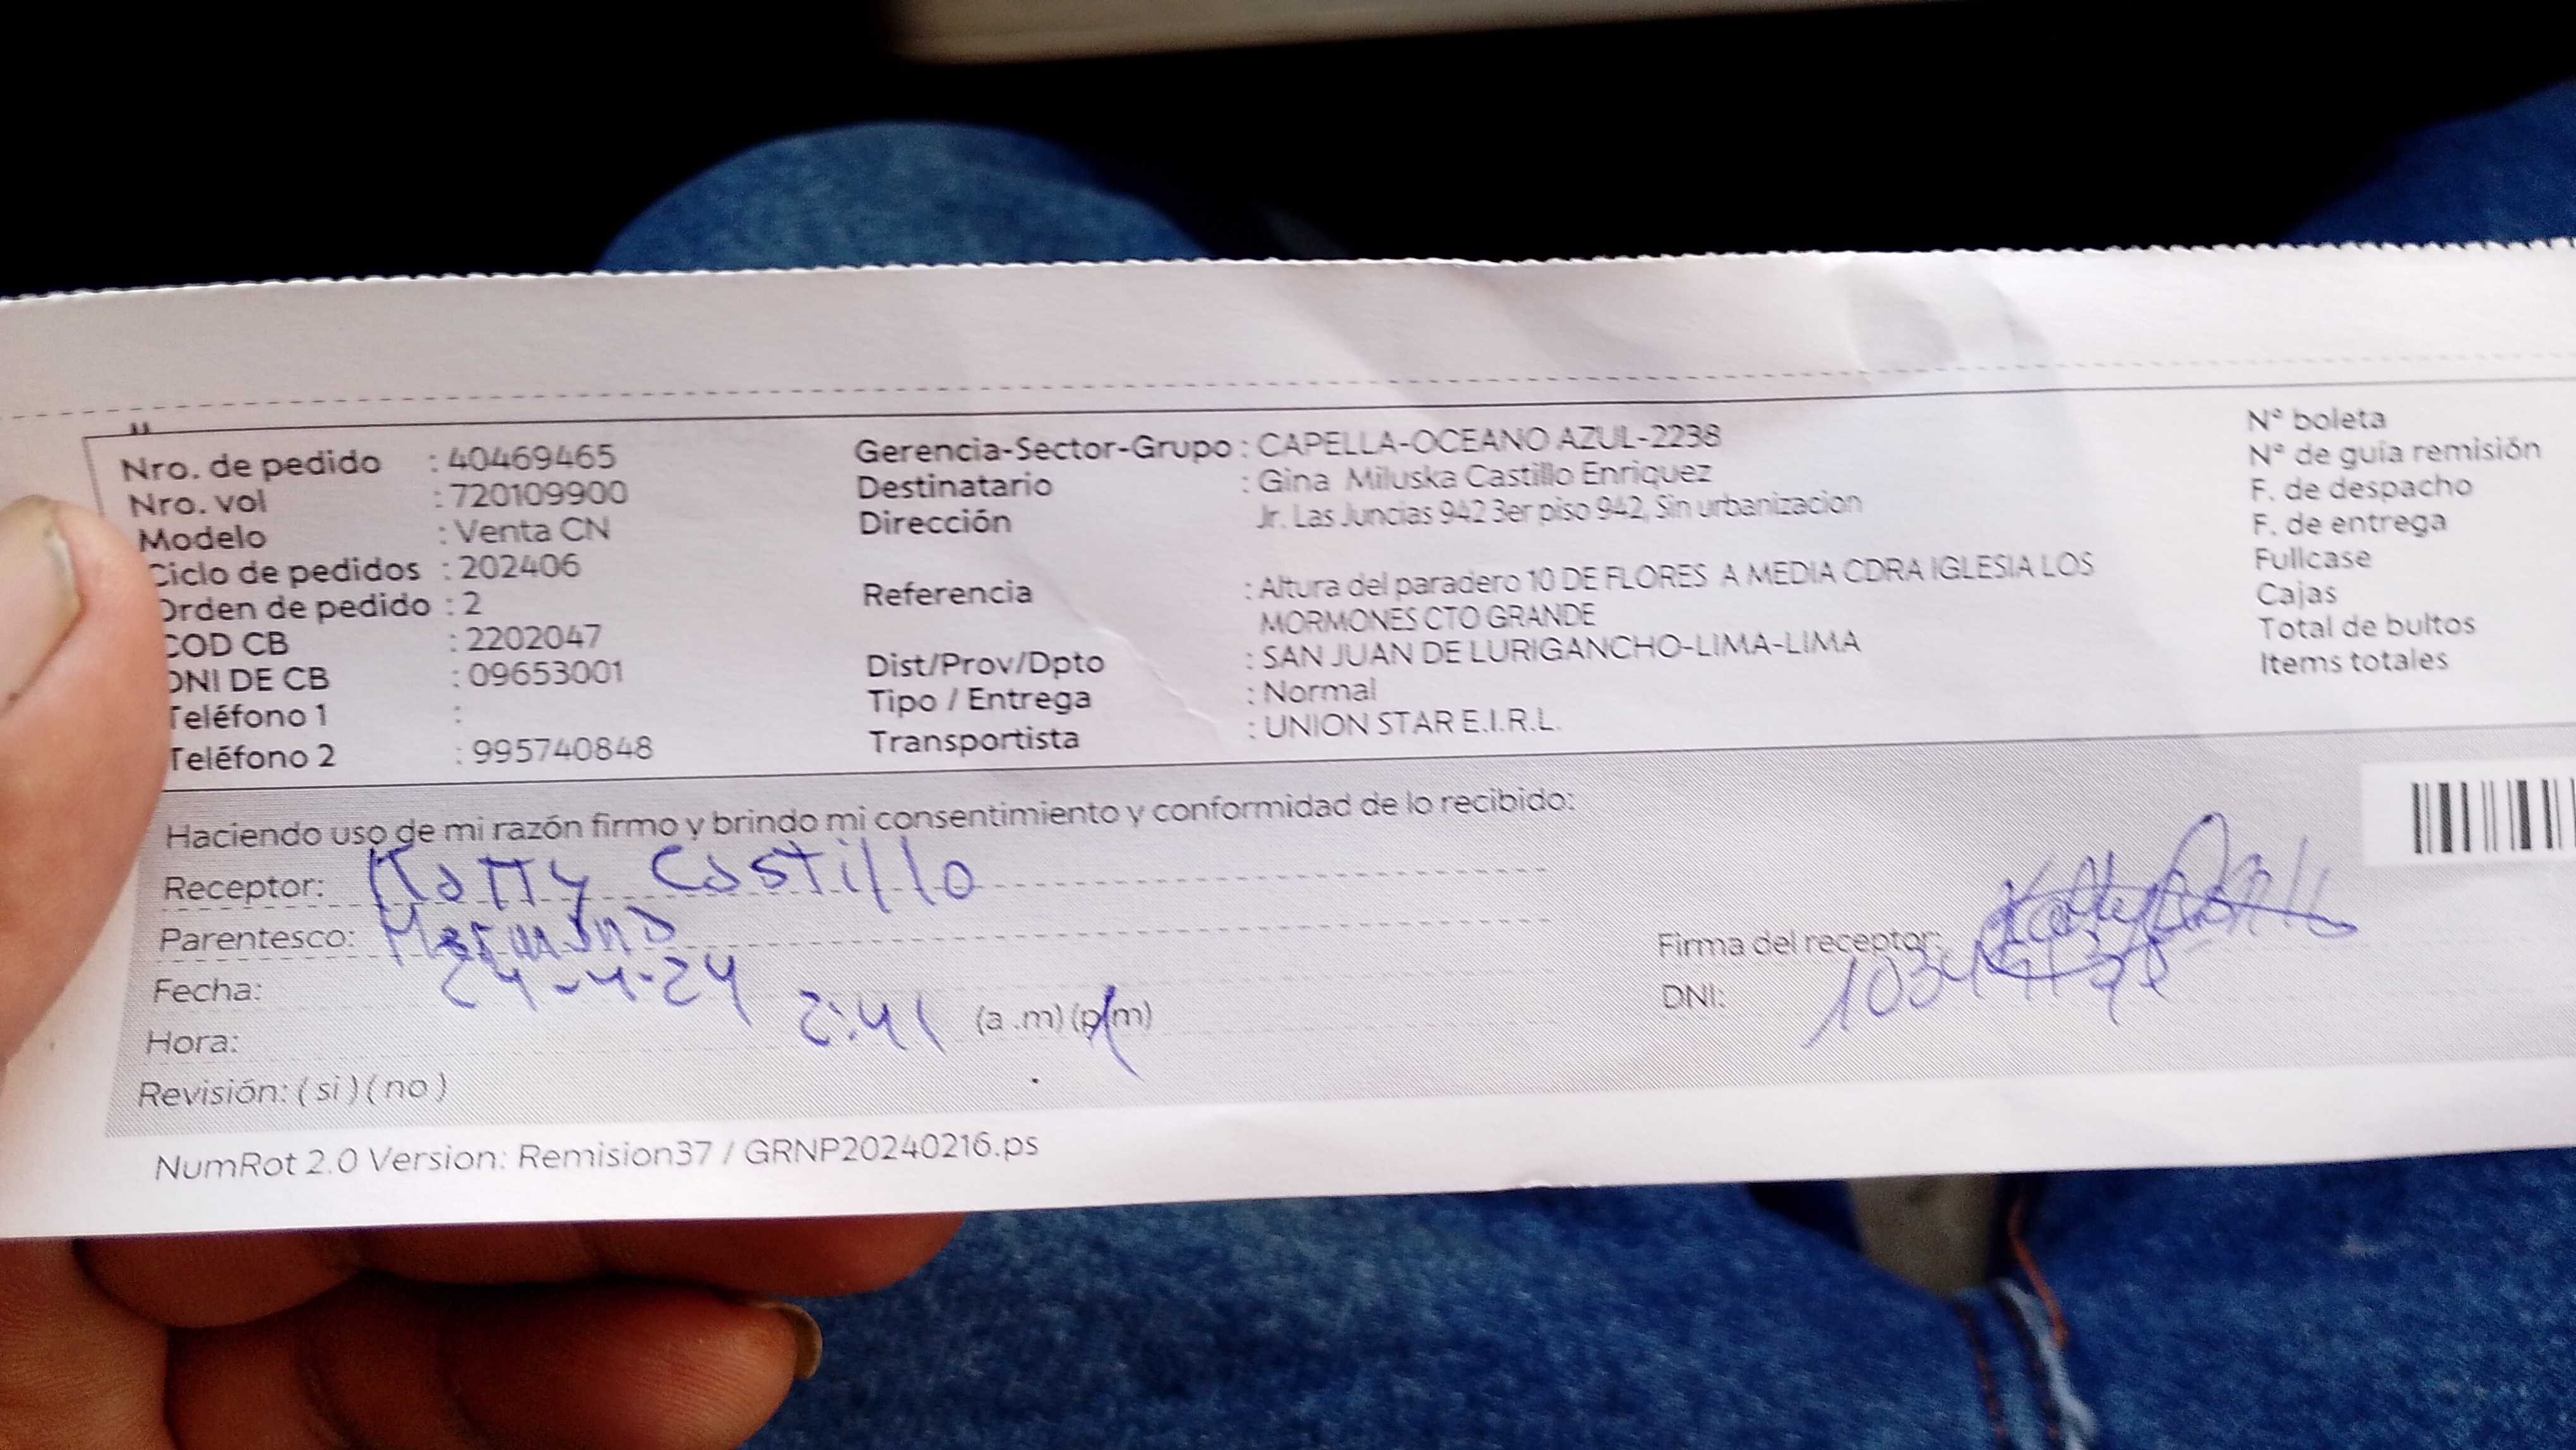 Nro. de pedido : 40469465
Nro. vol : 720109900
Modelo : Venta CN
Ciclo de pedidos : 202406
Orden de pedido : 2
COD CB : 2202047
DNI DE CB : 09653001
Teléfono 1 :
Teléfono 2 : 995740848
Gerencia-Sector-Grupo : CAPELLA-OCEANO AZUL-2238
Destinatario : Gina Miluska Castillo Enriquez
Dirección Jr. Las Juncias 942 3er piso 942, Sin urbanizacion
Referencia : Altura del paradero 10 DE FLORES A MEDIA CDRA IGLESIA LOS
MORMONES CTO GRANDE
Dist/Prov/Dpto : SAN JUAN DE LURIGANCHO-LIMA-LIMA
Tipo / Entrega : Normal
Transportista : UNION STAR E.I.R.L.
N° boleta
N° de guía remisión
F. de despacho
F. de entrega
Fullcase
Cajas
Total de bultos
Items totales
Haciendo uso de mi razón firmo y brindo mi consentimiento y conformidad de lo recibido:
Receptor: Katty Castillo
Parentesco: Hermana
Fecha: 24-4-24
Hora: 2:41 (a .m) (p.m)
Revisión: ( si ) ( no )
Firma del receptor:
DNI:
NumRot 2.0 Version: Remision37 / GRNP20240216.ps